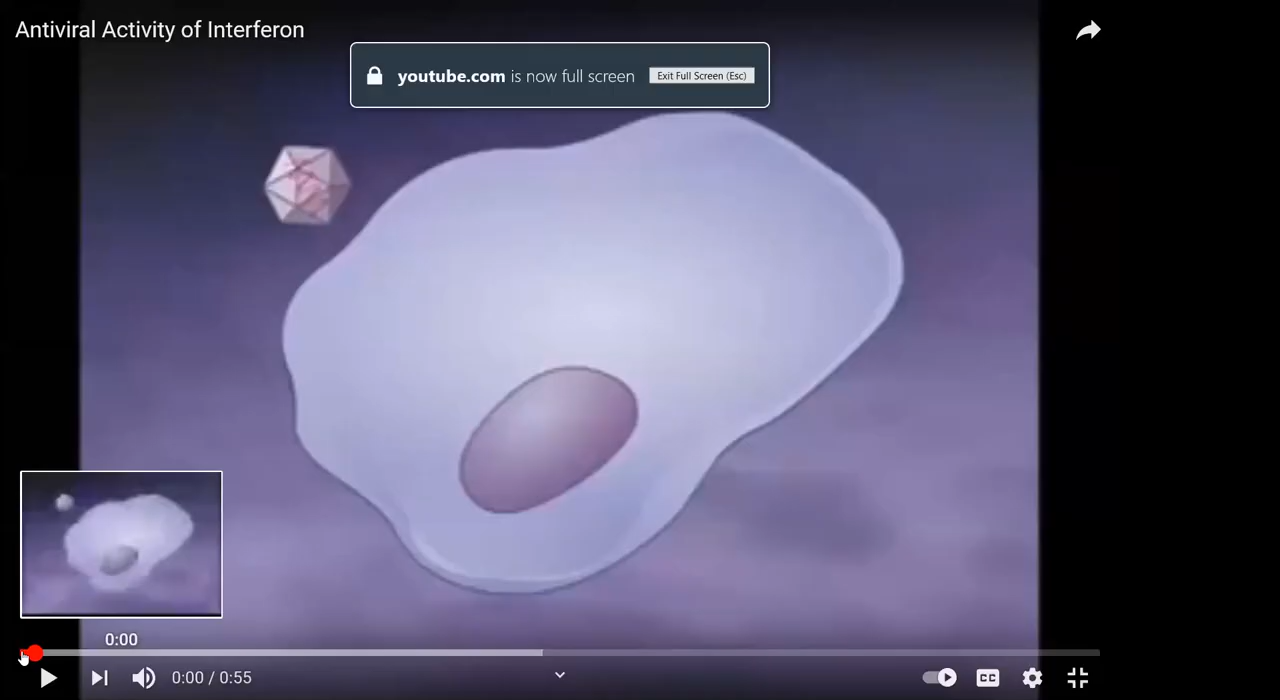 Antiviral Activity of Interferon
youtube.com is now full screen
Exit Full Screen (Esc)
0:00
0:00 / 0:55
CC